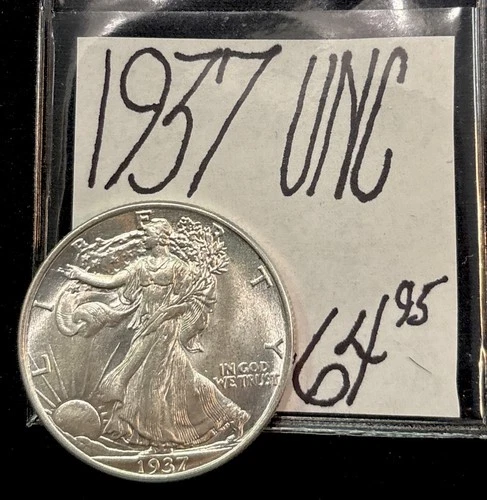 1937 UNC
64 95
LIBERTY
IN GOD
WE TRUST
1937